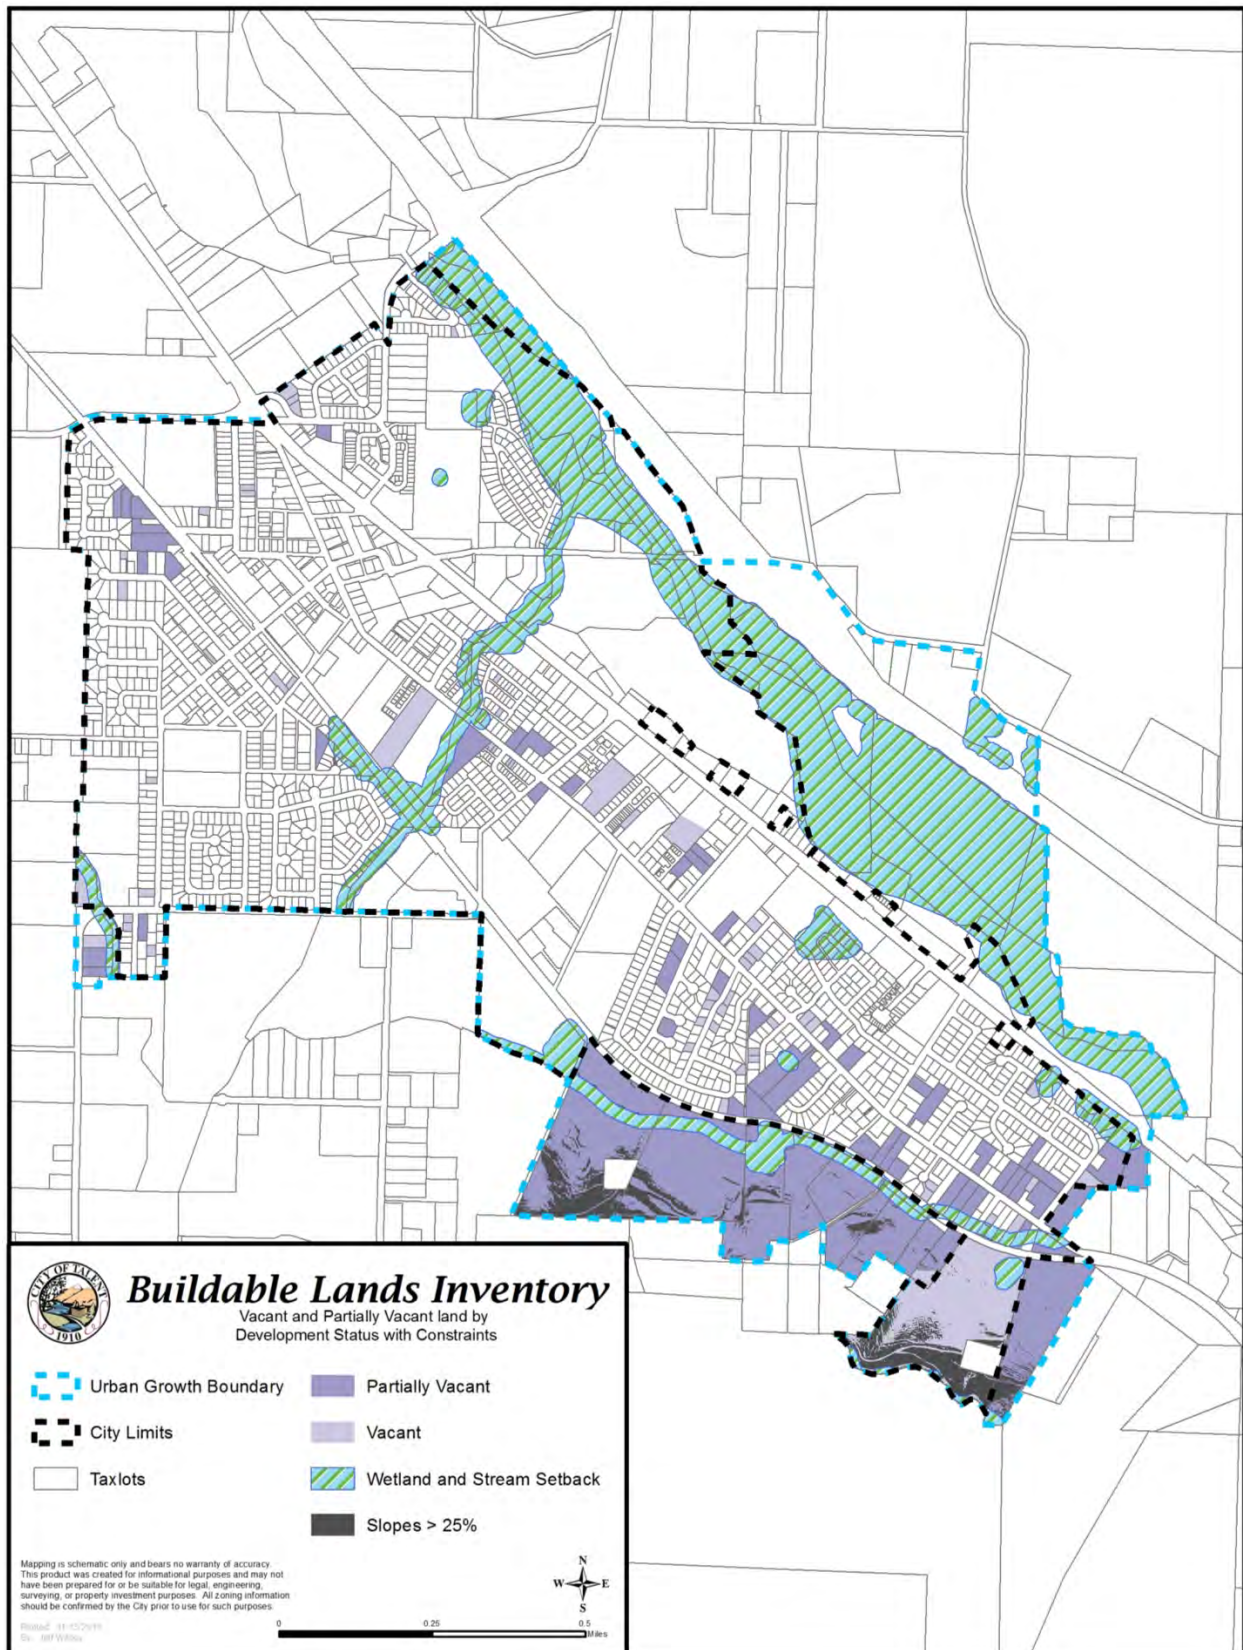 CITY OF TALENT
1910
Buildable Lands Inventory
Vacant and Partially Vacant land by
Development Status with Constraints
Urban Growth Boundary
Partially Vacant
City Limits
Vacant
Taxlots
Wetland and Stream Setback
Slopes > 25%
Mapping is schematic only and bears no warranty of accuracy.
This product was created for informational purposes and may not
have been prepared for or be suitable for legal, engineering,
surveying, or property investment purposes. All zoning information
should be confirmed by the City prior to use for such purposes.
N
W E
S
0 0.25 0.5
Miles
Plotted:
By: Jeff